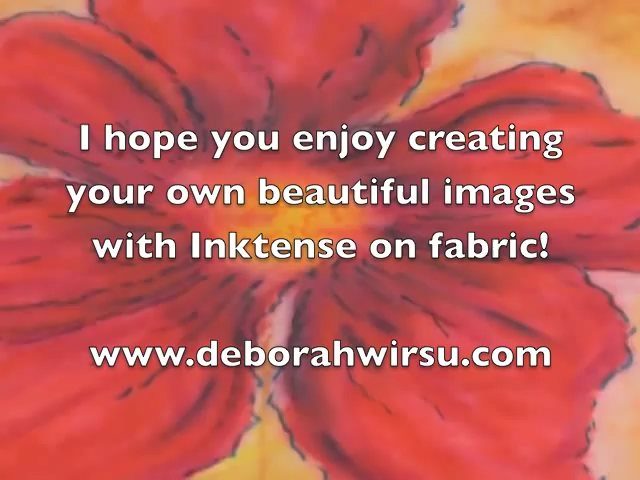 I hope you enjoy creating
your own beautiful images
with Inktense on fabric!
www.deborahwirsu.com